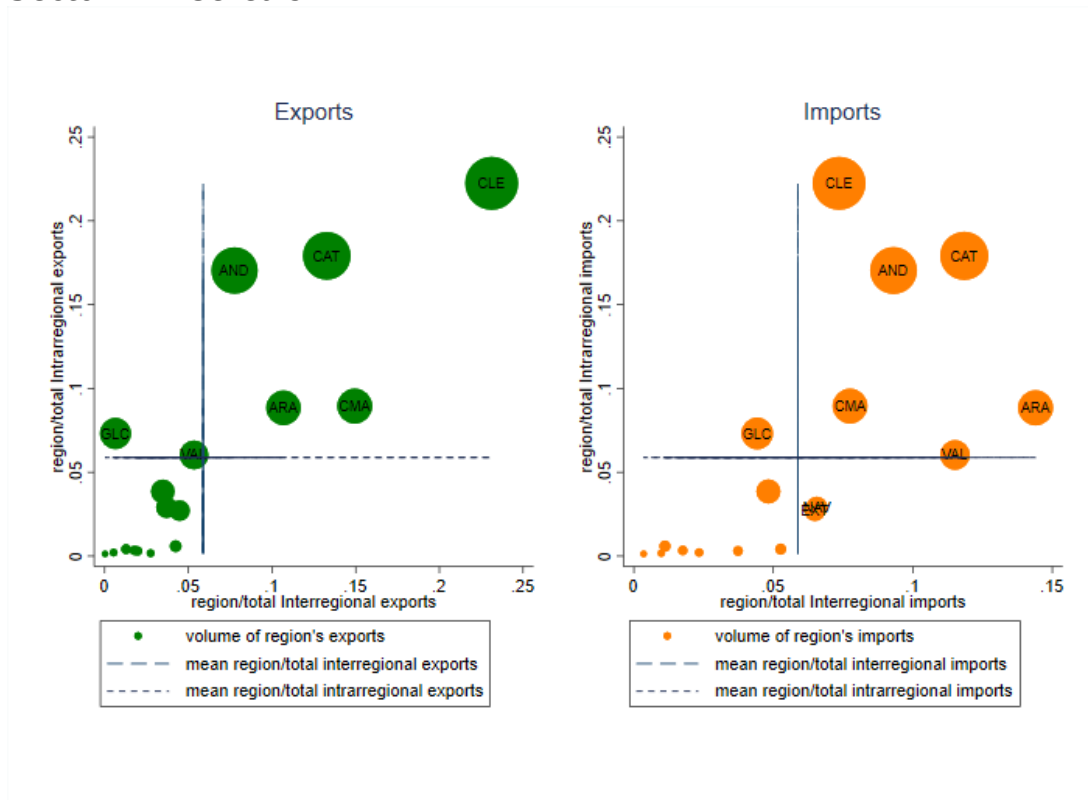 Exports
region/total Intrarregional exports
.25
.2
.15
.1
.05
0
CLE
CAT
AND
ARA
CMA
GLC
VAL
0 .05 .1 .15 .2 .25
region/total Interregional exports
volume of region's exports
mean region/total interregional exports
mean region/total intrarregional exports
Imports
region/total Intrarregional imports
.25
.2
.15
.1
.05
0
CLE
CAT
AND
CMA
ARA
GLC
VAL
0 .05 .1 .15
region/total Interregional imports
volume of region's imports
mean region/total interregional imports
mean region/total intrarregional imports